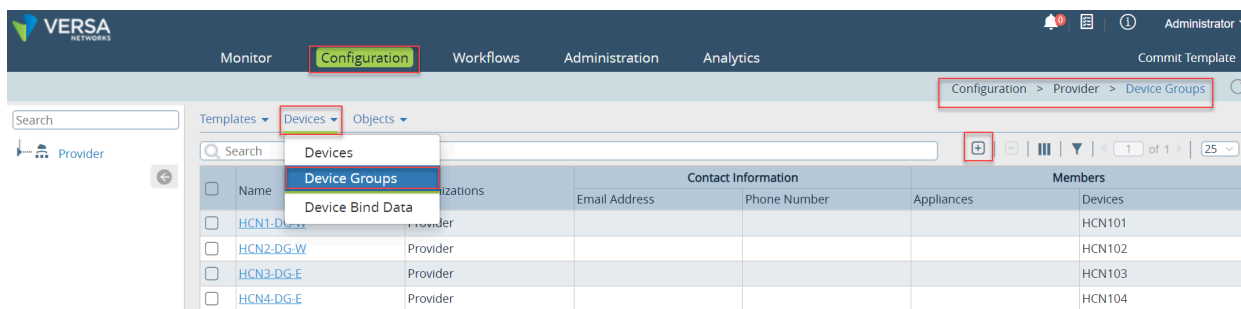 VERSA
NETWORKS
0
Administrator
Monitor Configuration Workflows Administration Analytics Commit Template
Configuration > Provider > Device Groups
Search
Templates Devices Objects
Provider
Search
1 of 1 25
Devices
Device Groups
Device Bind Data
Contact Information Members
Name Email Address Phone Number Appliances Devices
HCN1-DG-W Provider HCN101
HCN2-DG-W Provider HCN102
HCN3-DG-E Provider HCN103
HCN4-DG-E Provider HCN104